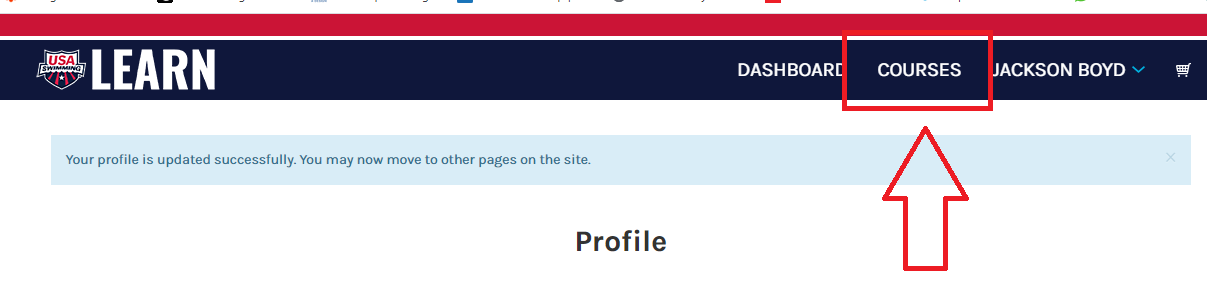 USA
SWIMMING
LEARN
DASHBOARD
COURSES
JACKSON BOYD
Your profile is updated successfully. You may now move to other pages on the site.
×
Profile